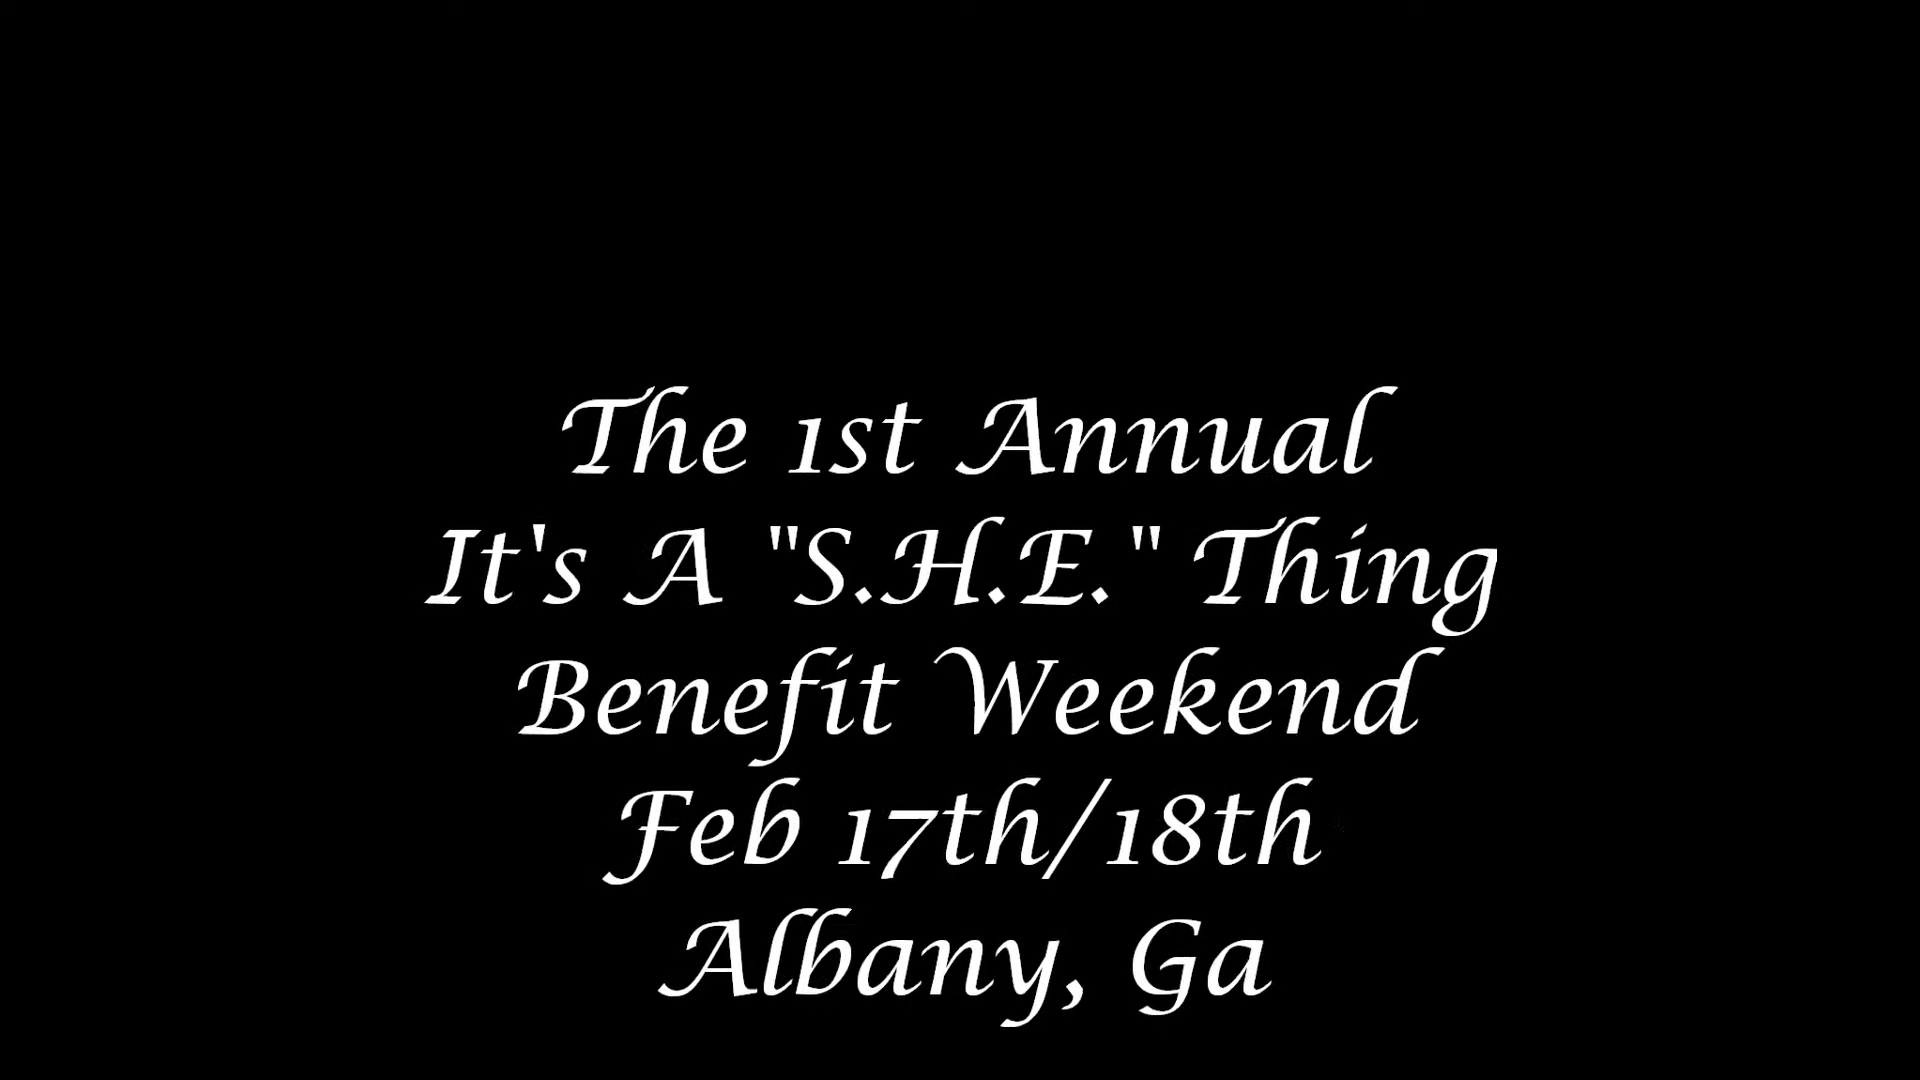 The 1st Annual
It's A "S.H.E." Thing
Benefit Weekend
Feb 17th/18th
Albany, Ga